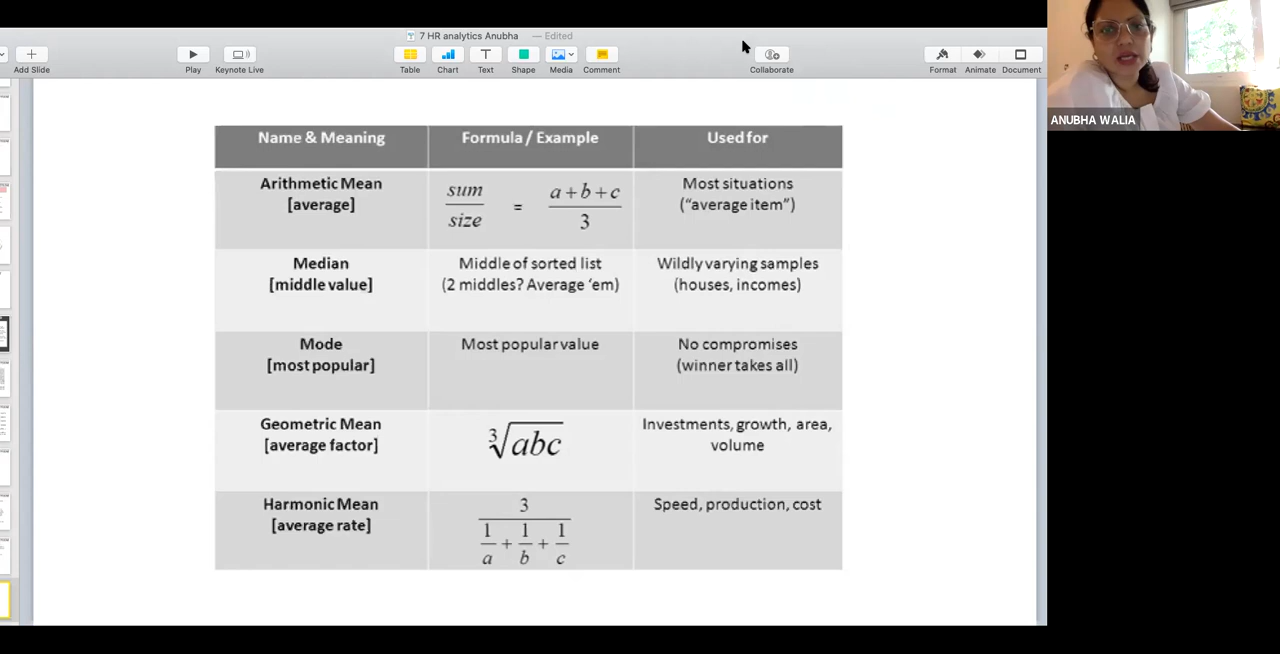 7 HR analytics Anubha — Edited
Add Slide
Play
Keynote Live
Table
Chart
Text
Shape
Media
Comment
Collaborate
Format
Animate
Document
ANUBHA WALIA
Name & Meaning
Formula / Example
Used for
Arithmetic Mean
[average]
sum/size = (a+b+c)/3
Most situations
("average item")
Median
[middle value]
Middle of sorted list
(2 middles? Average 'em)
Wildly varying samples
(houses, incomes)
Mode
[most popular]
Most popular value
No compromises
(winner takes all)
Geometric Mean
[average factor]
∛abc
Investments, growth, area,
volume
Harmonic Mean
[average rate]
3/(1/a + 1/b + 1/c)
Speed, production, cost